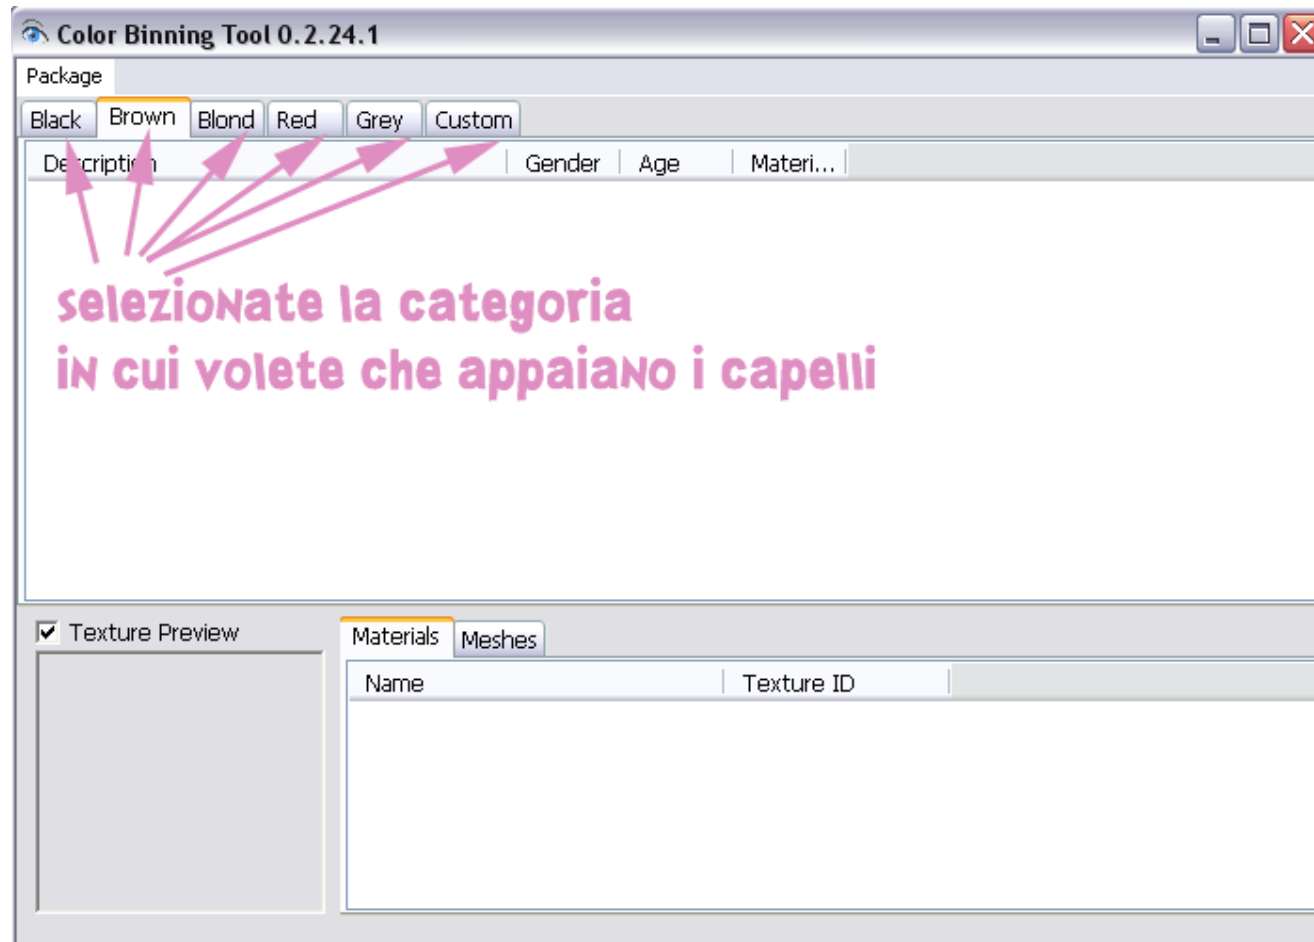 Color Binning Tool 0.2.24.1
Package
Black Brown Blond Red Grey Custom
Description Gender Age Materi...
selezionate la categoria
in cui volete che appaiano i capelli
Texture Preview
Materials Meshes
Name Texture ID